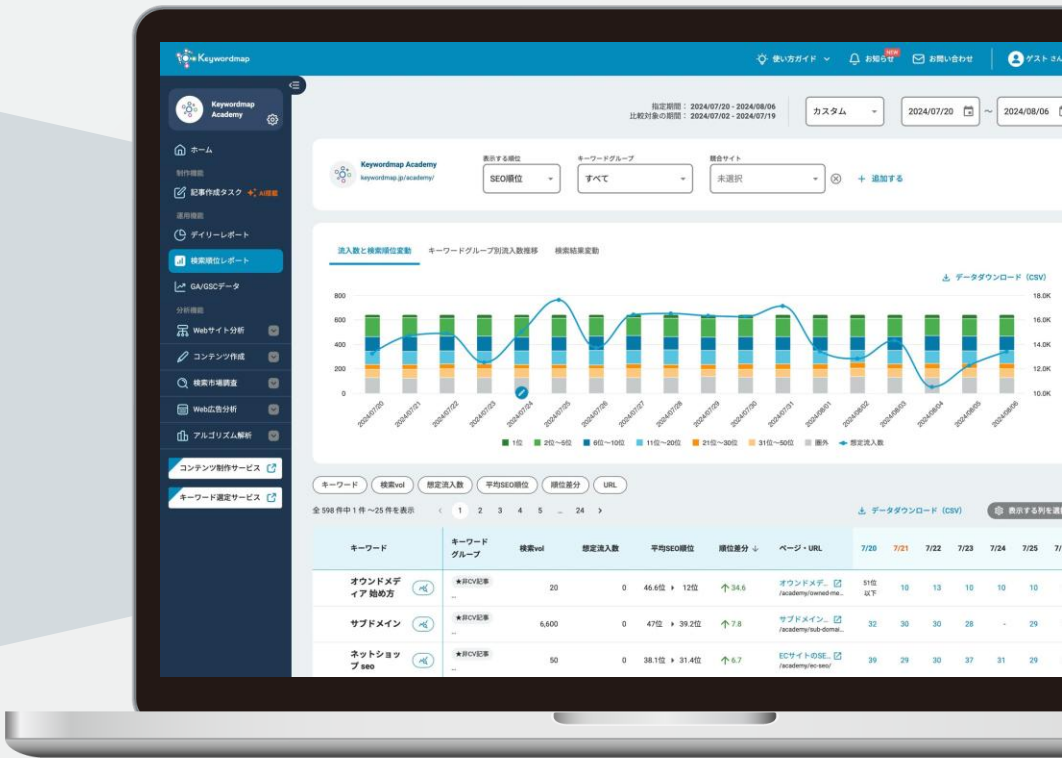 Keywordmap
使い方ガイド
お知らせ
NEW
お問い合わせ
ゲスト さん
Keywordmap
Academy
ホーム
制作機能
記事作成タスク AI搭載
運用機能
デイリーレポート
検索順位レポート
GA/GSCデータ
分析機能
Webサイト分析
コンテンツ作成
検索市場調査
Web広告分析
アルゴリズム解析
コンテンツ制作サービス
キーワード選定サービス
指定期間： 2024/07/20 - 2024/08/06
比較対象の期間： 2024/07/02 - 2024/07/19
カスタム
2024/07/20 ～ 2024/08/06
Keywordmap Academy
keywordmap.jp/academy/
表示する順位
SEO順位
キーワードグループ
すべて
競合サイト
未選択
+ 追加する
流入数と検索順位変動 キーワードグループ別流入数推移 検索結果変動
データダウンロード（CSV）
800
600
400
200
0
18.0K
16.0K
14.0K
12.0K
10.0K
2024/07/20 2024/07/21 2024/07/22 2024/07/23 2024/07/24 2024/07/25 2024/07/26 2024/07/27 2024/07/28 2024/07/29 2024/07/30 2024/07/31 2024/08/01 2024/08/02 2024/08/03 2024/08/04 2024/08/05 2024/08/06
1位 2位～5位 6位～10位 11位～20位 21位～30位 31位～50位 圏外 想定流入数
キーワード 検索vol 想定流入数 平均SEO順位 順位差分 URL
全 598 件中 1 件 ～25 件を表示 ‹ 1 2 3 4 5 … 24 ›
データダウンロード（CSV）
表示する列を選
キーワード キーワードグループ 検索vol 想定流入数 平均SEO順位 順位差分 ↓ ページ・URL 7/20 7/21 7/22 7/23 7/24 7/25 7/
オウンドメディア 始め方 ★非CV記事 ... 20 0 46.6位 ▸ 12位 ↑ 34.6 オウンドメデ... /academy/owned-me... 51位以下 10 13 10 10 10
サブドメイン ★非CV記事 ... 6,600 0 47位 ▸ 39.2位 ↑ 7.8 サブドメイン... /academy/sub-domai... 32 30 30 28 - 29
ネットショップ seo ★非CV記事 ... 50 0 38.1位 ▸ 31.4位 ↑ 6.7 ECサイトのSE... /academy/ec-seo/ 39 29 30 37 31 29